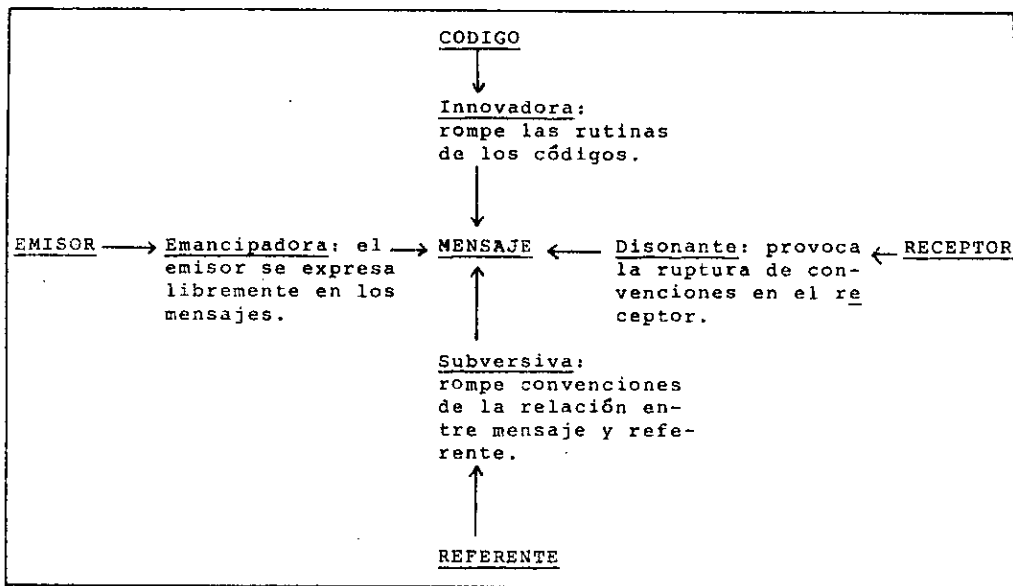 CODIGO
Innovadora:
rompe las rutinas
de los códigos.
EMISOR
Emancipadora: el
emisor se expresa
libremente en los
mensajes.
MENSAJE
Disonante: provoca
la ruptura de con-
venciones en el re
ceptor.
RECEPTOR
Subversiva:
rompe convenciones
de la relación en-
tre mensaje y refe-
rente.
REFERENTE